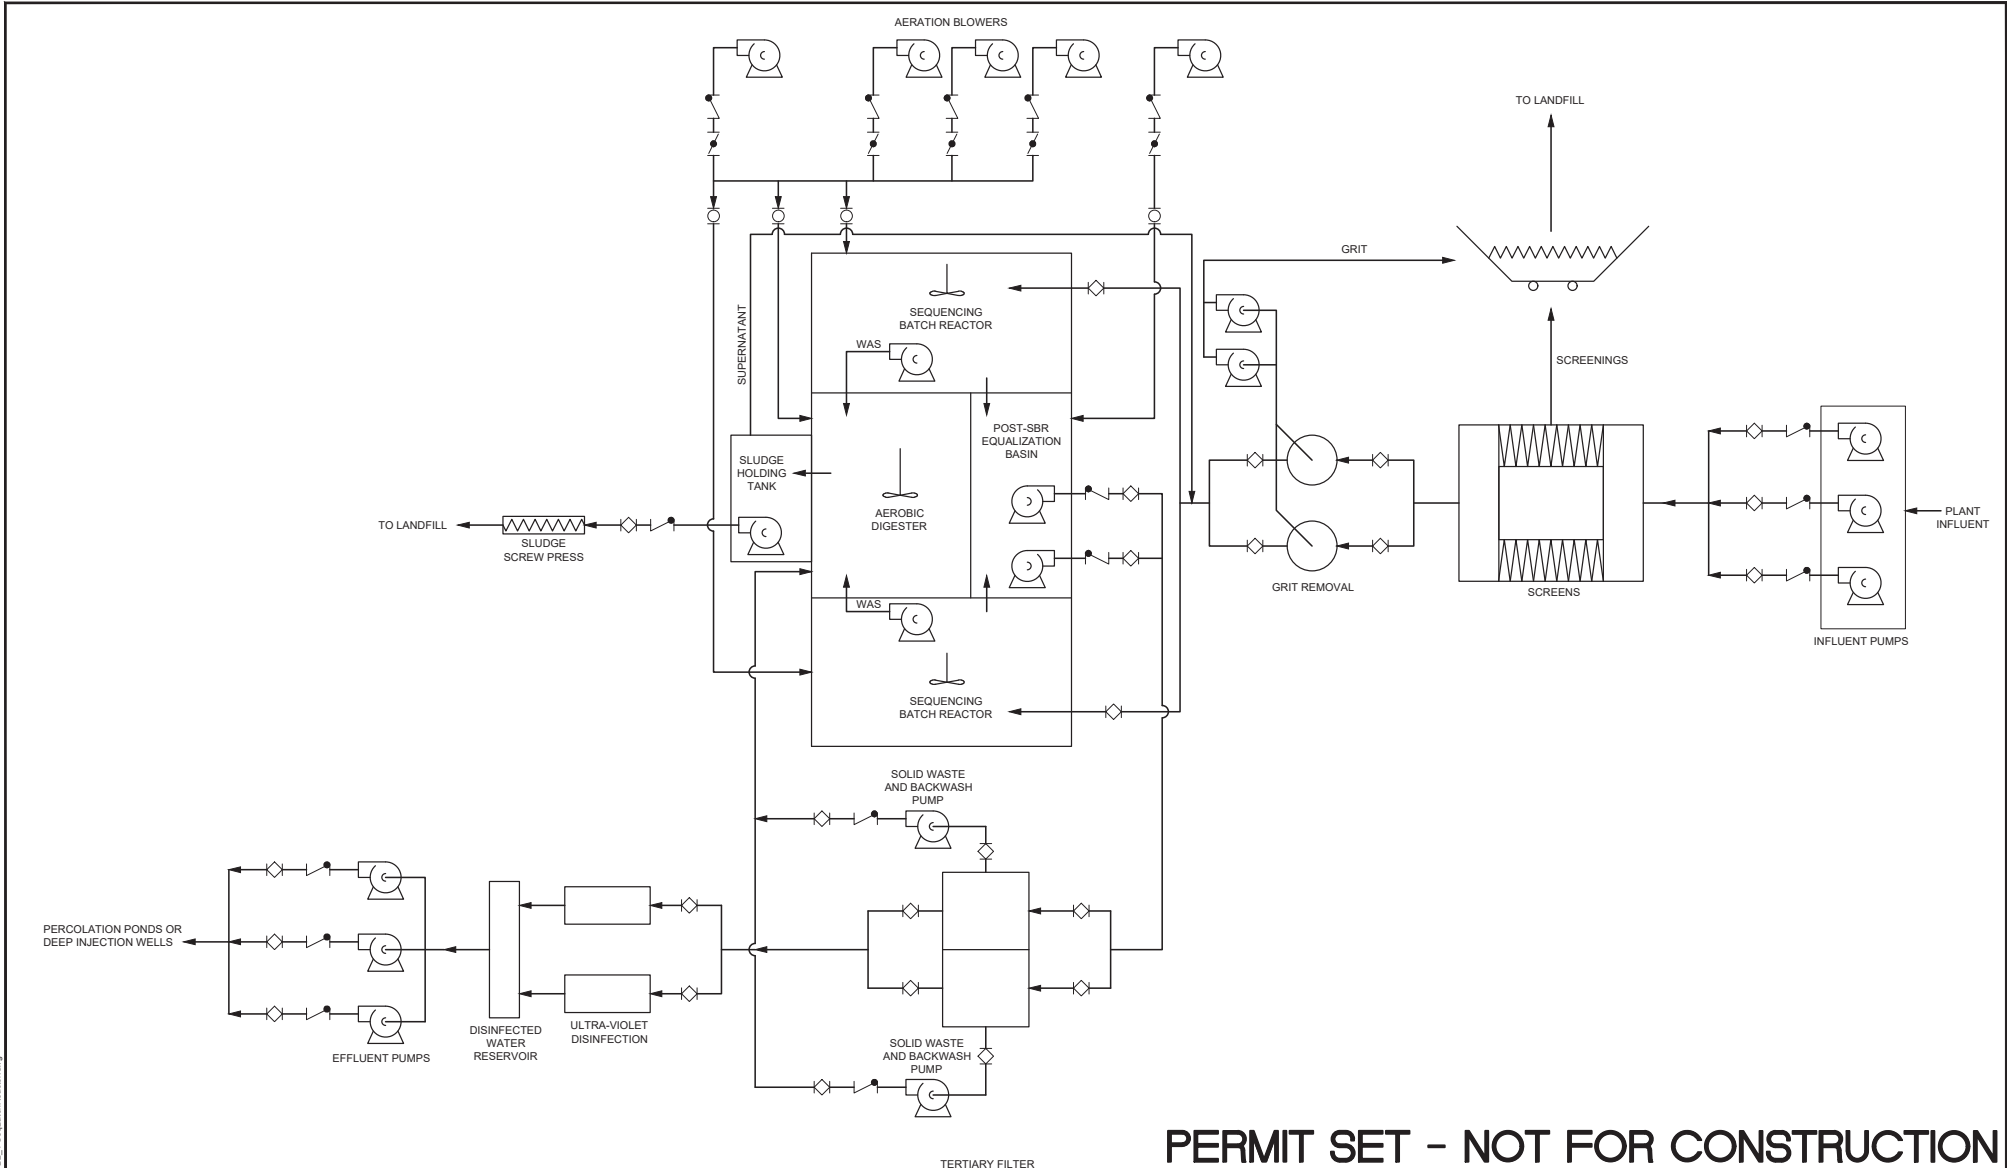 AERATION BLOWERS
TO LANDFILL
GRIT
SEQUENCING
BATCH REACTOR
SUPERNATANT
WAS
SCREENINGS
POST-SBR
EQUALIZATION
BASIN
SLUDGE
HOLDING
TANK
AEROBIC
DIGESTER
TO LANDFILL
SLUDGE
SCREW PRESS
PLANT
INFLUENT
GRIT REMOVAL
SCREENS
WAS
INFLUENT PUMPS
SEQUENCING
BATCH REACTOR
SOLID WASTE
AND BACKWASH
PUMP
PERCOLATION PONDS OR
DEEP INJECTION WELLS
EFFLUENT PUMPS
DISINFECTED
WATER
RESERVOIR
ULTRA-VIOLET
DISINFECTION
SOLID WASTE
AND BACKWASH
PUMP
TERTIARY FILTER
PERMIT SET - NOT FOR CONSTRUCTION